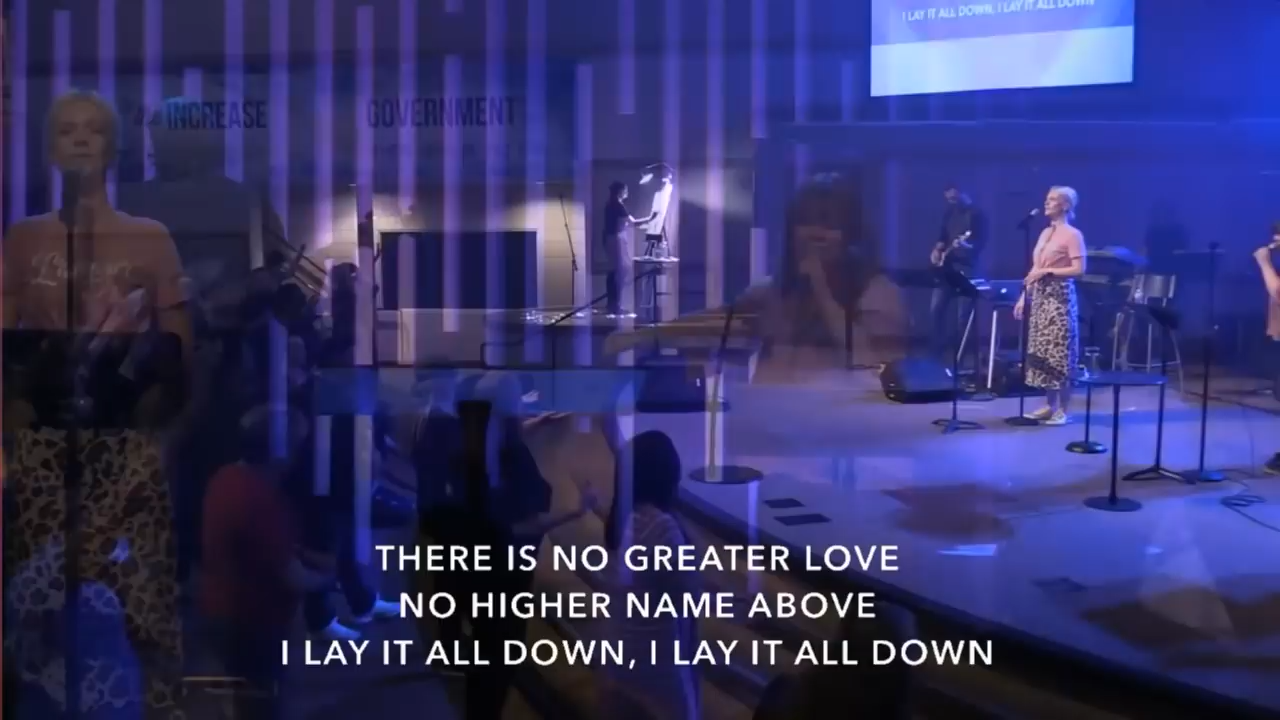 I LAY IT ALL DOWN, I LAY IT ALL DOWN
the INCREASE
GOVERNMENT
THERE IS NO GREATER LOVE
NO HIGHER NAME ABOVE
I LAY IT ALL DOWN, I LAY IT ALL DOWN